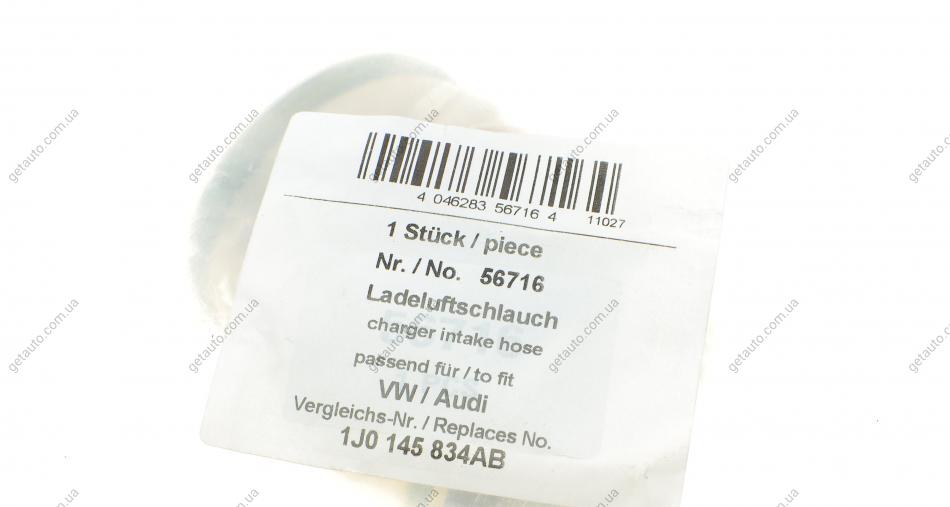 4 046283 56716 4 11027
1 Stück / piece
Nr. / No. 56716
Ladeluftschlauch
charger intake hose
passend für / to fit
VW / Audi
Vergleichs-Nr. / Replaces No.
1J0 145 834AB
getauto.com.ua